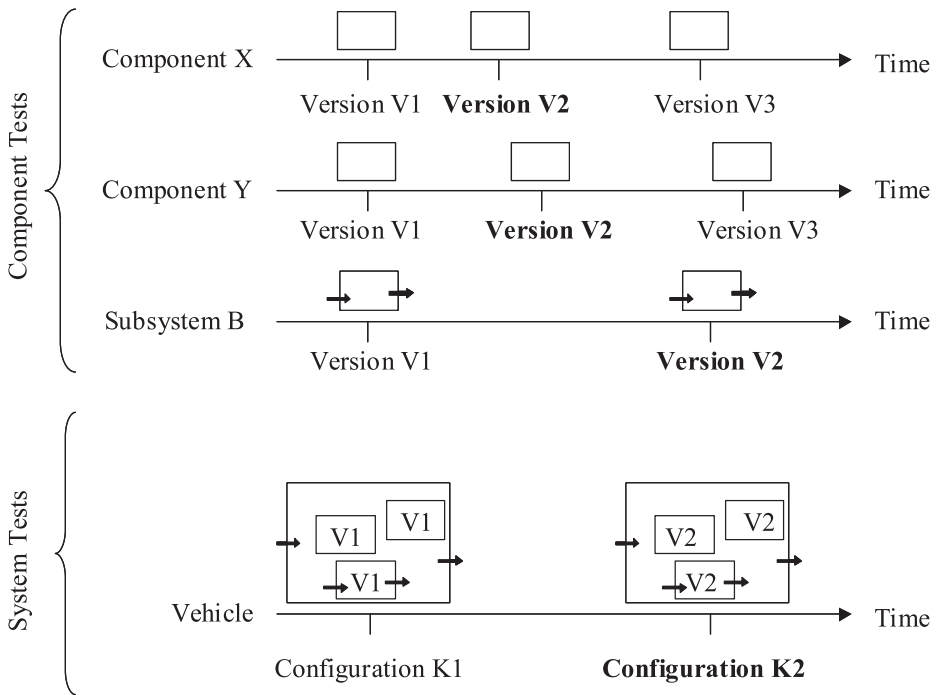 Component Tests
Component X
Time
Version V1
Version V2
Version V3
Component Y
Time
Version V1
Version V2
Version V3
Subsystem B
Time
Version V1
Version V2
System Tests
V1
V1
V1
V2
V2
V2
Vehicle
Time
Configuration K1
Configuration K2